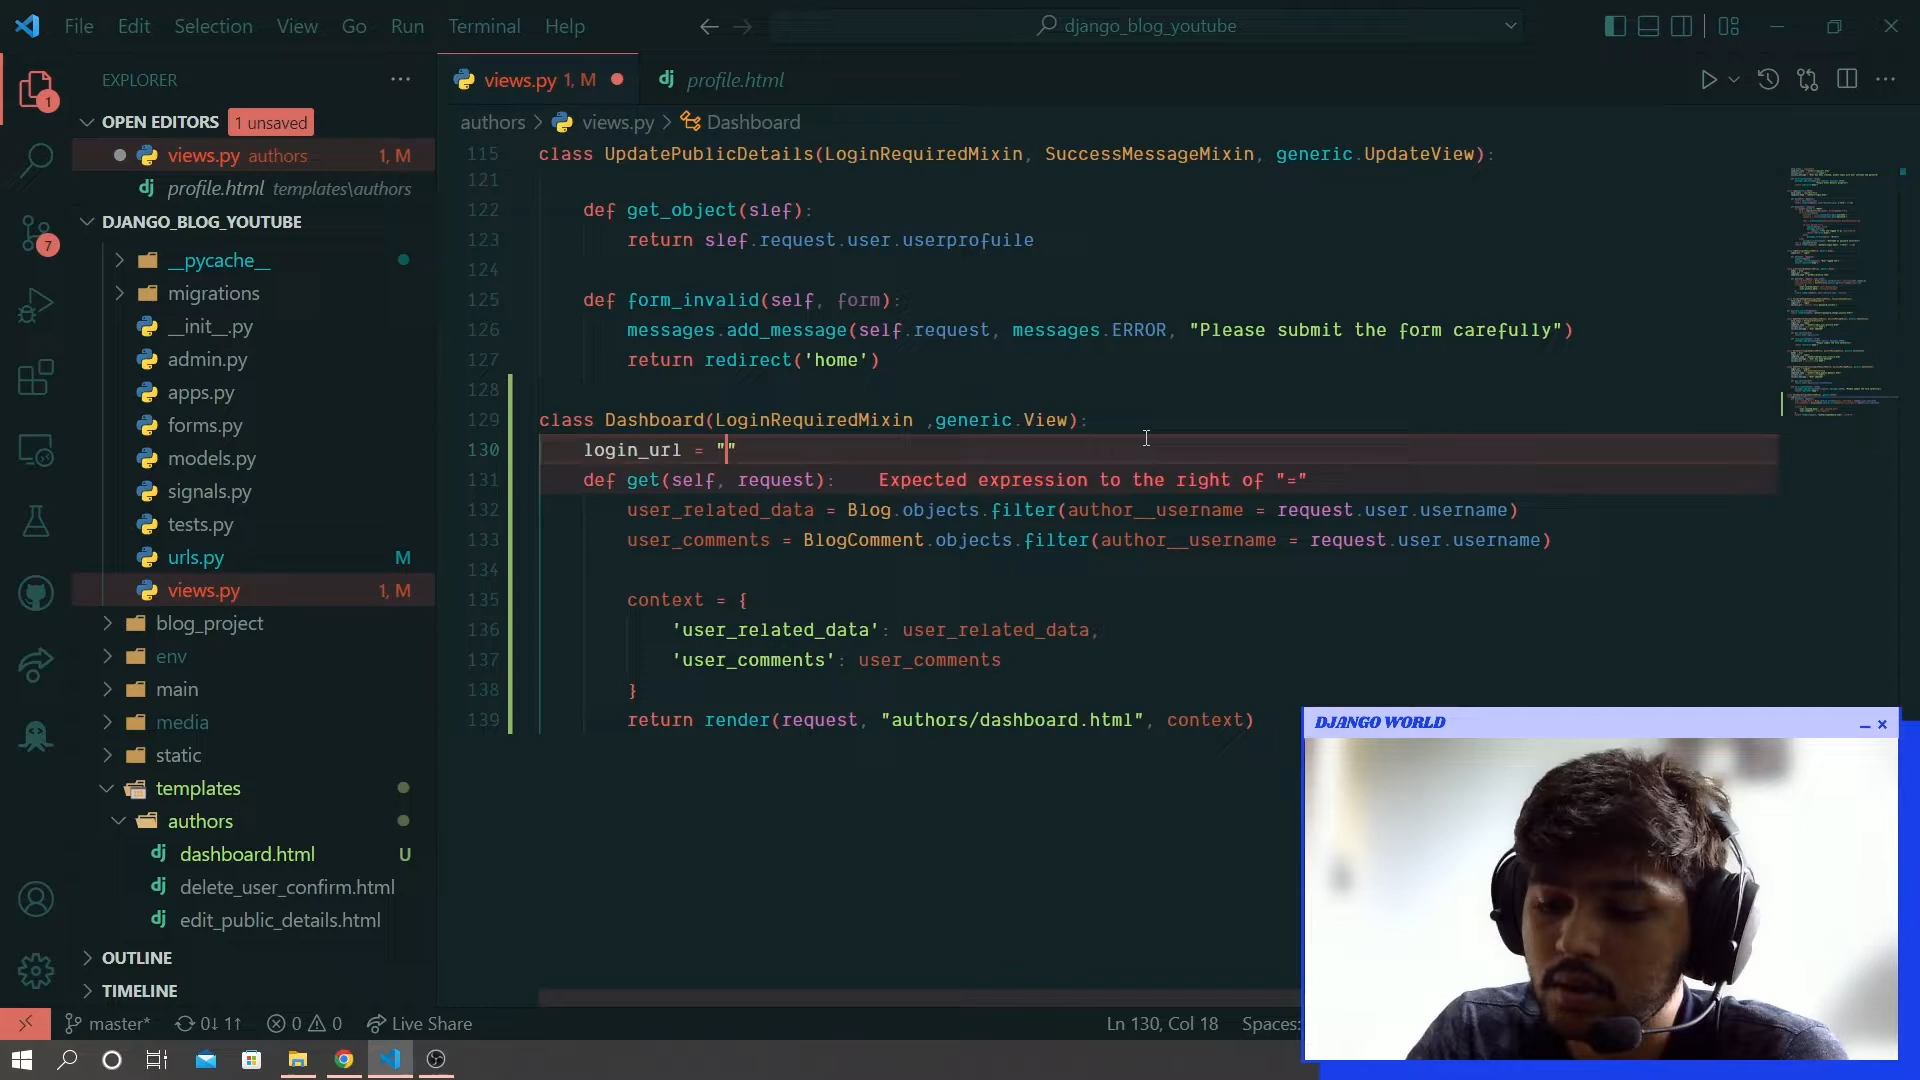 File Edit Selection View Go Run Terminal Help
django_blog_youtube
EXPLORER
1
OPEN EDITORS 1 unsaved
views.py authors 1, M
profile.html templates\authors
DJANGO_BLOG_YOUTUBE
7
__pycache__
migrations
__init__.py
admin.py
apps.py
forms.py
models.py
signals.py
tests.py
urls.py M
views.py 1, M
blog_project
env
main
media
static
templates
authors
dashboard.html U
delete_user_confirm.html
edit_public_details.html
OUTLINE
TIMELINE
views.py 1, M
profile.html
authors > views.py > Dashboard
115 class UpdatePublicDetails(LoginRequiredMixin, SuccessMessageMixin, generic.UpdateView):
121
122 def get_object(slef):
123 return slef.request.user.userprofuile
124
125 def form_invalid(self, form):
126 messages.add_message(self.request, messages.ERROR, "Please submit the form carefully")
127 return redirect('home')
128
129 class Dashboard(LoginRequiredMixin ,generic.View):
130 login_url = ""
131 def get(self, request): Expected expression to the right of "="
132 user_related_data = Blog.objects.filter(author__username = request.user.username)
133 user_comments = BlogComment.objects.filter(author__username = request.user.username)
134
135 context = {
136 'user_related_data': user_related_data,
137 'user_comments': user_comments
138 }
139 return render(request, "authors/dashboard.html", context)
DJANGO WORLD
master* 0↓ 1↑ 0 0 Live Share
Ln 130, Col 18 Spaces: